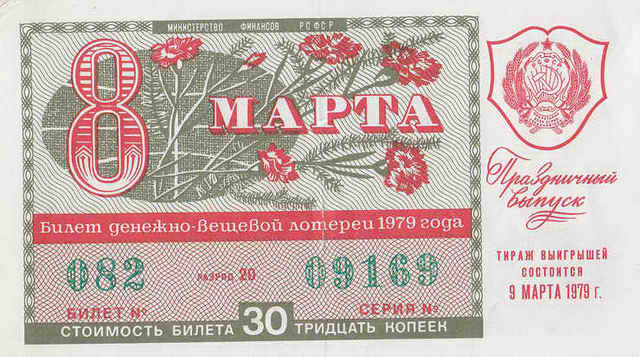 МИНИСТЕРСТВО ФИНАНСОВ РСФСР
8 МАРТА
Праздничный
выпуск
Билет денежно-вещевой лотереи 1979 года
082 РАЗРЯД 20 09169
БИЛЕТ № СЕРИЯ №
СТОИМОСТЬ БИЛЕТА 30 ТРИДЦАТЬ КОПЕЕК
ТИРАЖ ВЫИГРЫШЕЙ
СОСТОИТСЯ
9 МАРТА 1979 г.